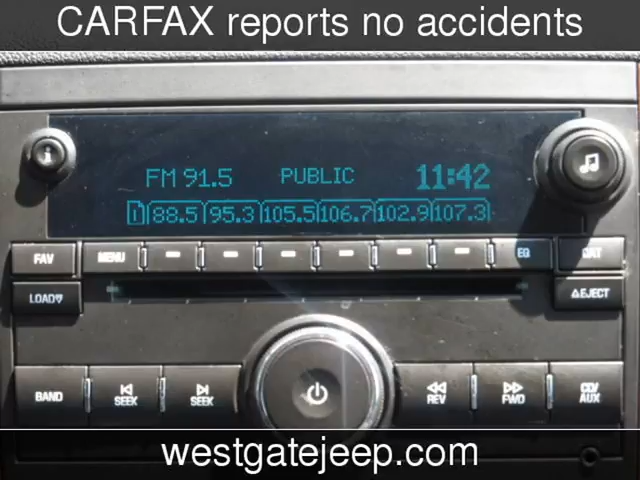 CARFAX reports no accidents
i
FM 91.5 PUBLIC 11:42
1 88.5 95.3 105.5 106.7 102.9 107.3
FAV MENU EQ CAT
LOAD EJECT
BAND SEEK SEEK REV FWD CD/AUX
westgatejeep.com